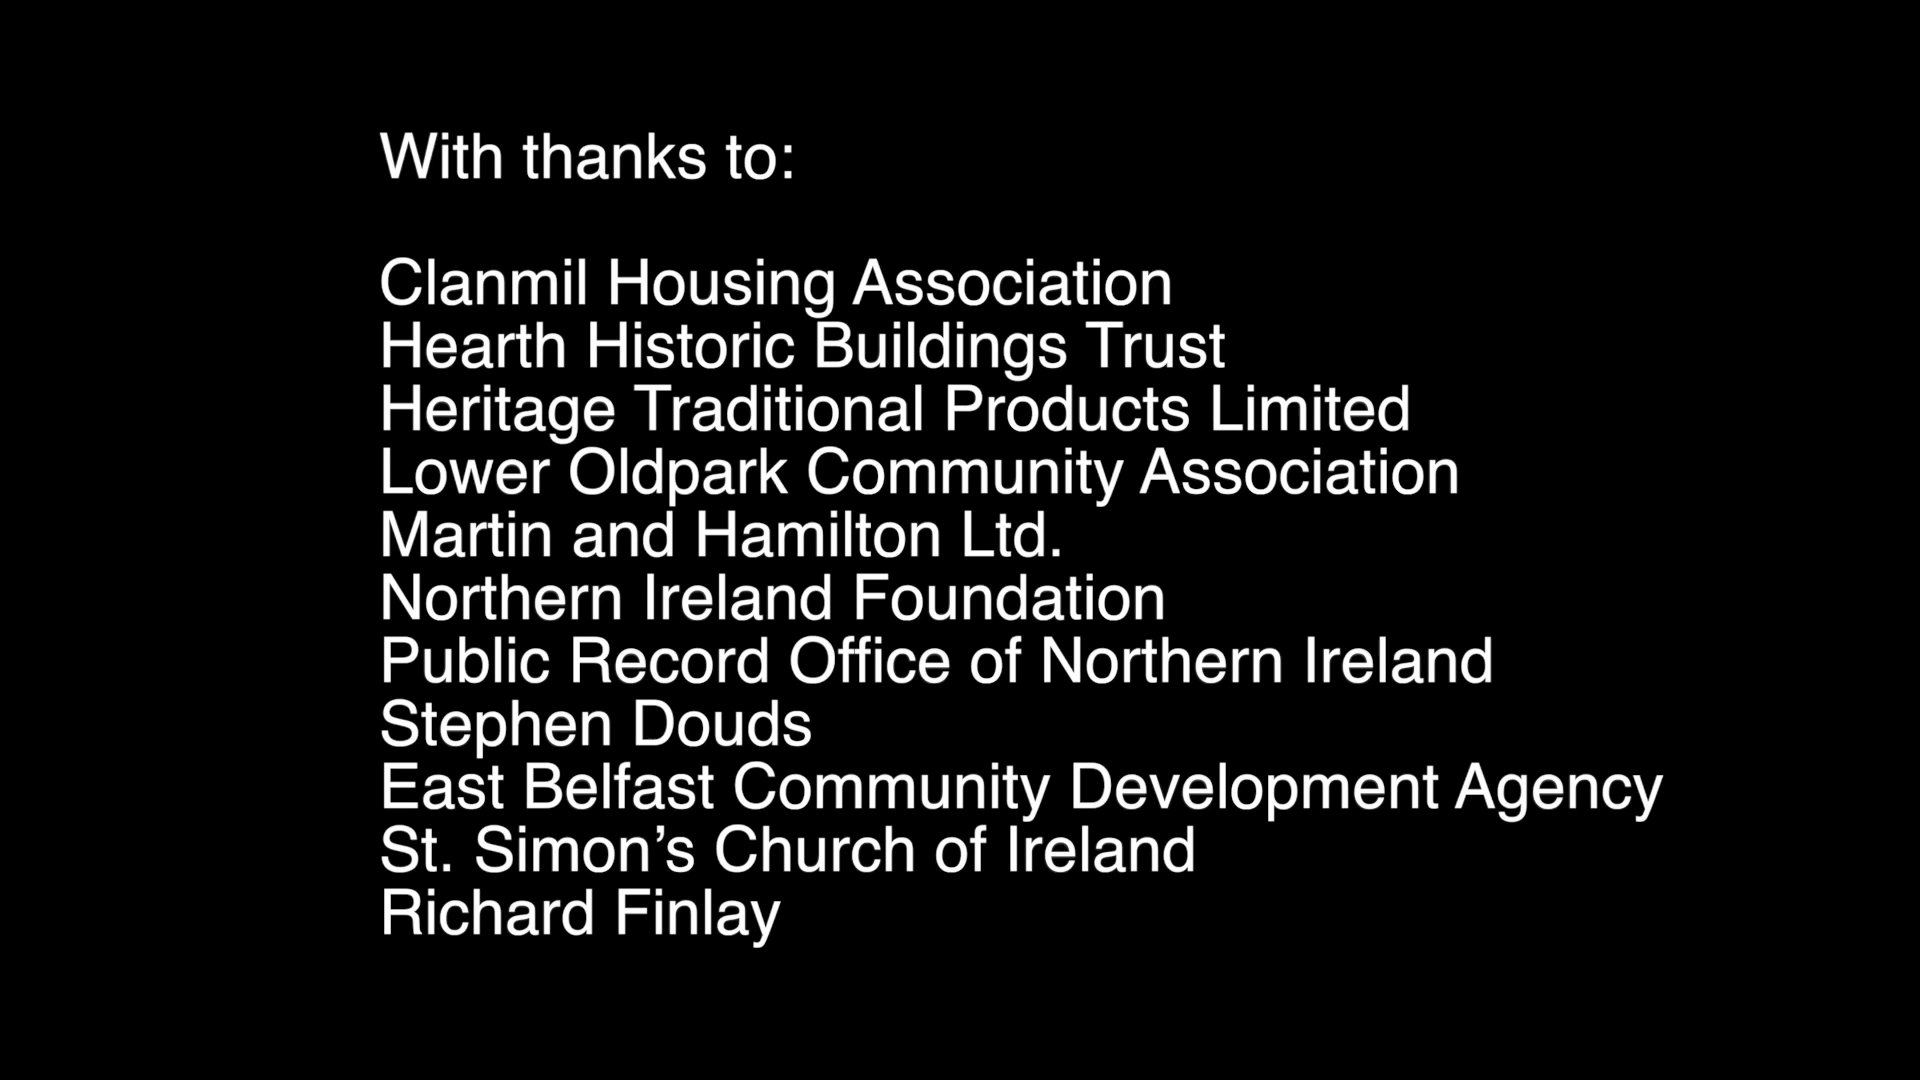 With thanks to:
Clanmil Housing Association
Hearth Historic Buildings Trust
Heritage Traditional Products Limited
Lower Oldpark Community Association
Martin and Hamilton Ltd.
Northern Ireland Foundation
Public Record Office of Northern Ireland
Stephen Douds
East Belfast Community Development Agency
St. Simon’s Church of Ireland
Richard Finlay